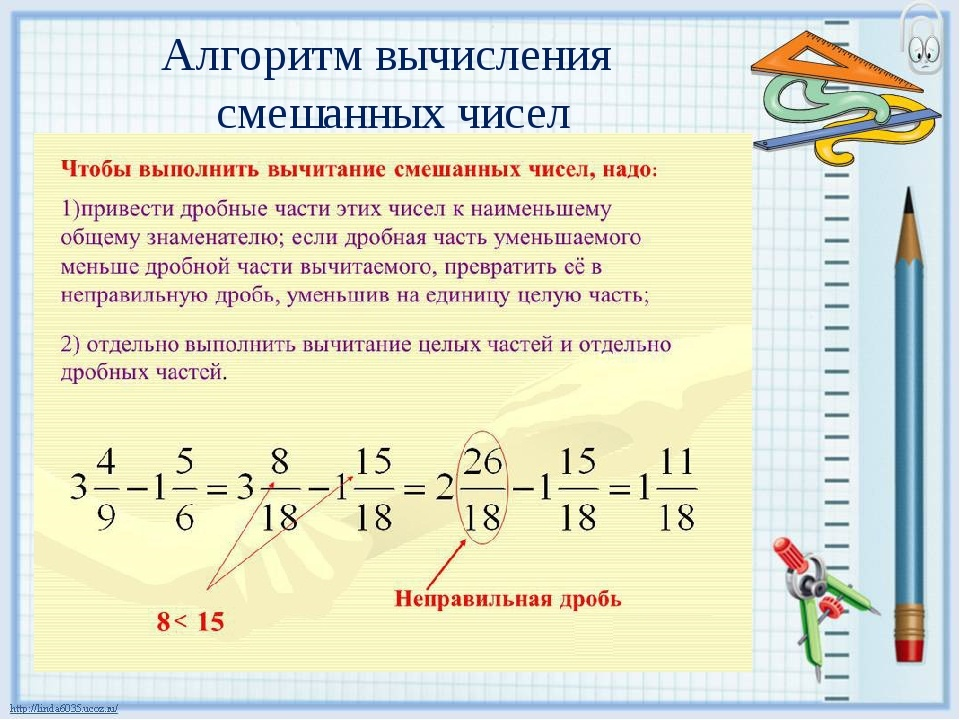 Алгоритм вычисления
смешанных чисел
Чтобы выполнить вычитание смешанных чисел, надо:
1)привести дробные части этих чисел к наименьшему
общему знаменателю; если дробная часть уменьшаемого
меньше дробной части вычитаемого, превратить её в
неправильную дробь, уменьшив на единицу целую часть;
2) отдельно выполнить вычитание целых частей и отдельно
дробных частей.
3 4/9 − 1 5/6 = 3 8/18 − 1 15/18 = 2 26/18 − 1 15/18 = 1 11/18
Неправильная дробь
8 < 15
http://linda6035.ucoz.ru/